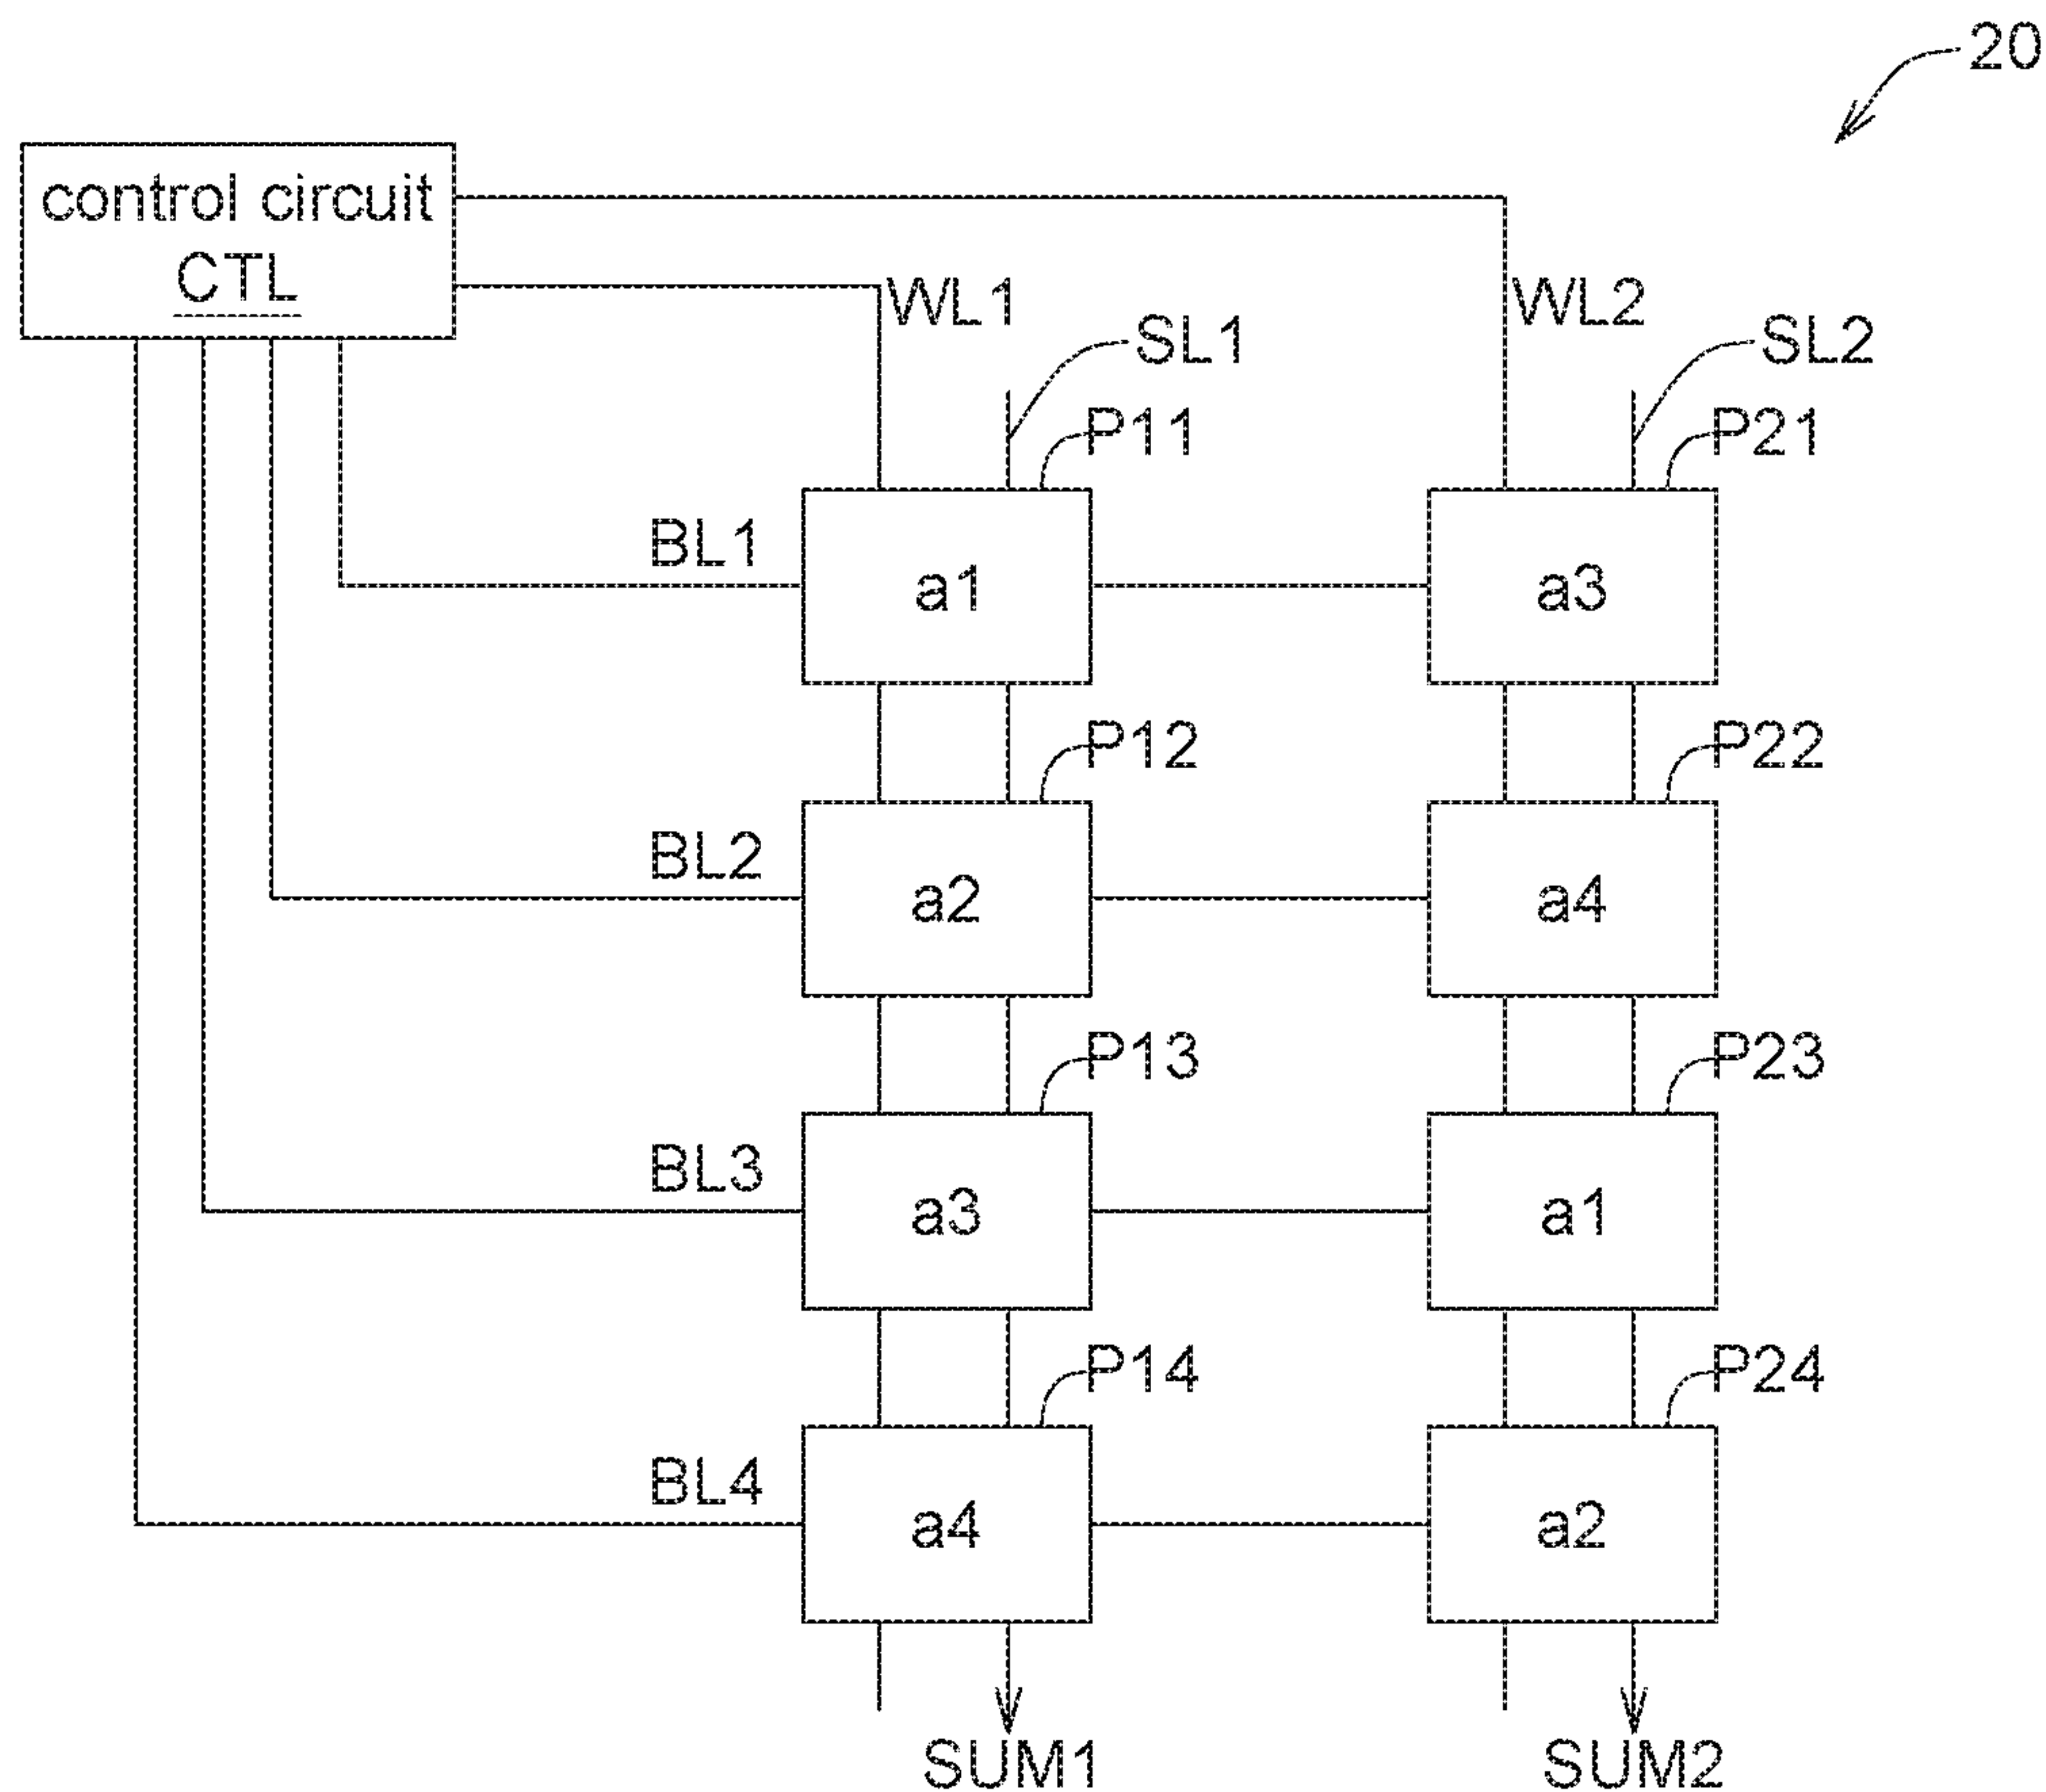 20
control circuit
CTL
WL1
WL2
SL1
SL2
P11
P21
BL1
a1
a3
P12
P22
BL2
a2
a4
P13
P23
BL3
a3
a1
P14
P24
BL4
a4
a2
SUM1
SUM2